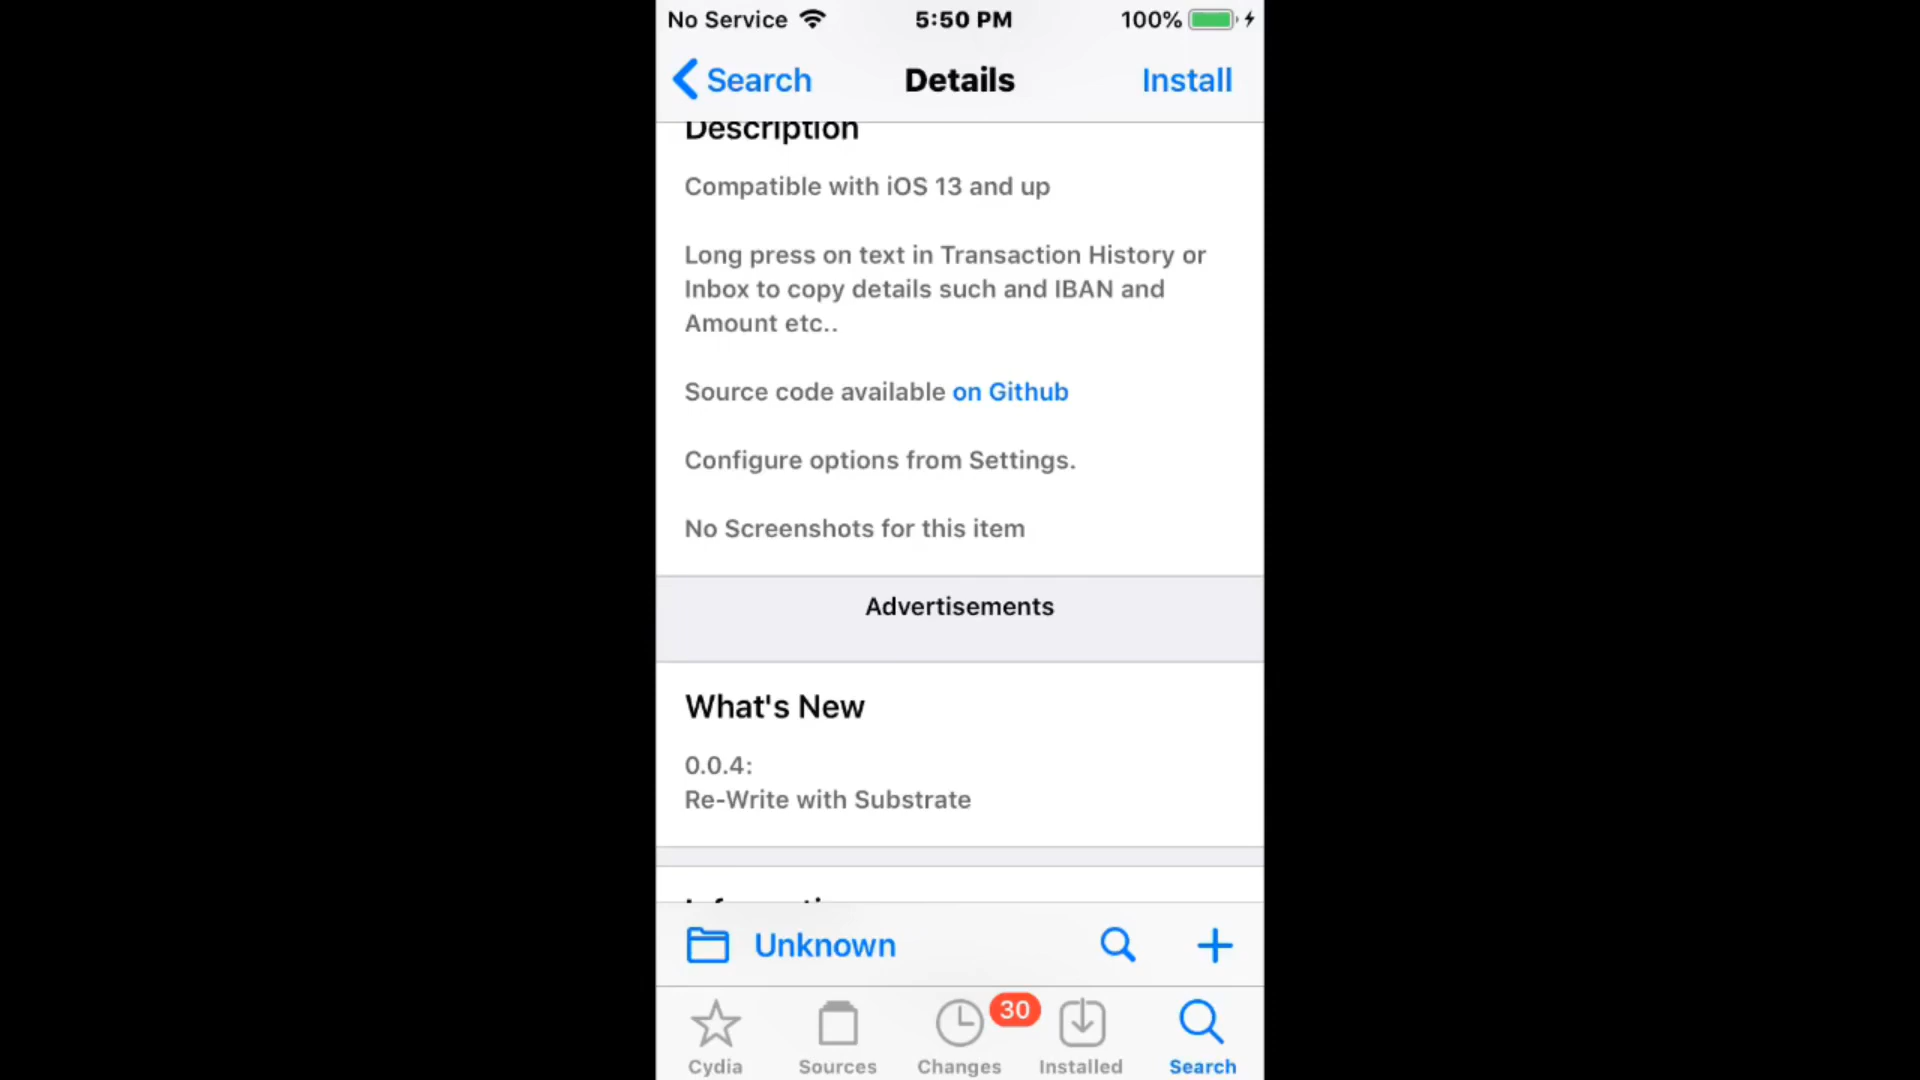 No Service 5:50 PM 100%
Search Details Install
Description
Compatible with iOS 13 and up
Long press on text in Transaction History or
Inbox to copy details such and IBAN and
Amount etc..
Source code available on Github
Configure options from Settings.
No Screenshots for this item
Advertisements
What's New
0.0.4:
Re-Write with Substrate
Unknown
30
Cydia Sources Changes Installed Search